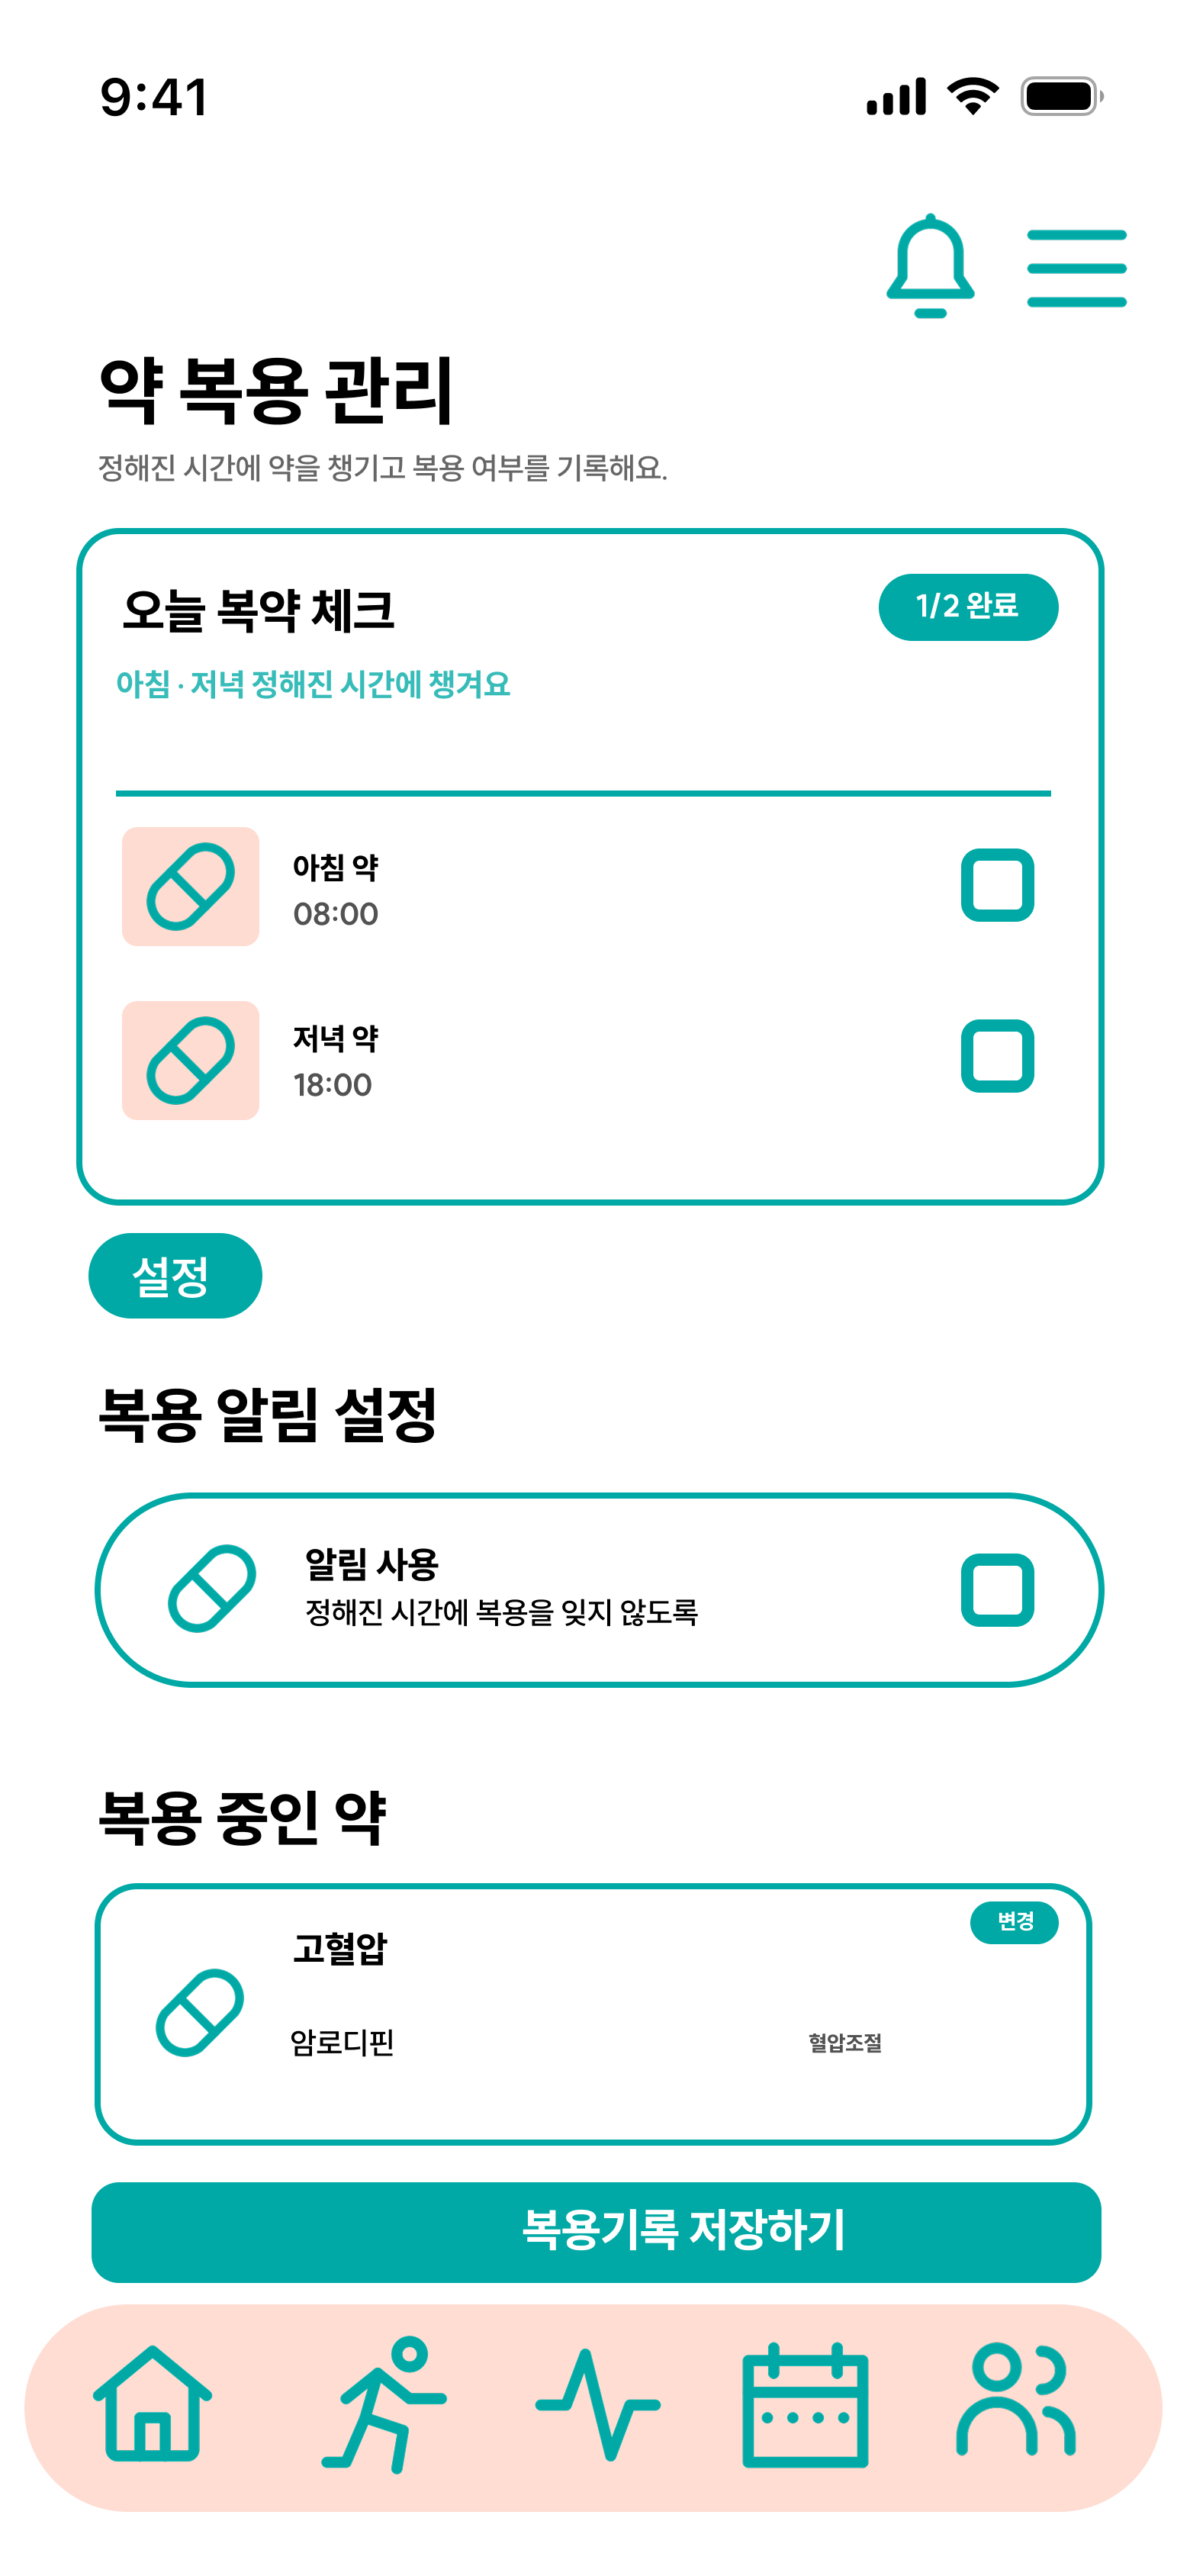 9:41
약 복용 관리
정해진 시간에 약을 챙기고 복용 여부를 기록해요.
오늘 복약 체크
1/2 완료
아침 · 저녁 정해진 시간에 챙겨요
아침 약
08:00
저녁 약
18:00
설정
복용 알림 설정
알림 사용
정해진 시간에 복용을 잊지 않도록
복용 중인 약
변경
고혈압
암로디핀
혈압조절
복용기록 저장하기